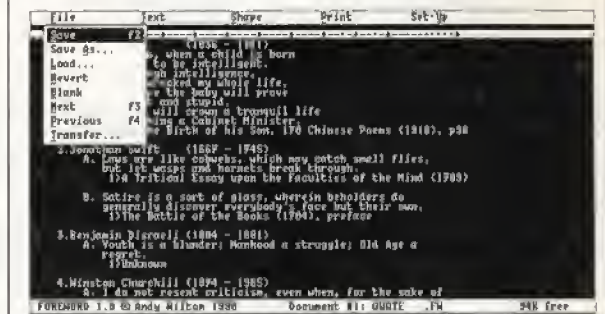 File Text Shape Print Set-Up
Save F2
Save As...
Load...
Revert
Blank
Next F3
Previous F4
Transfer...
, when a child is born
to be intelligent.
intelligence,
my whole life,
the baby will prove
and stupid.
will crown a tranquil life
a Cabinet Minister.
Birth of his Son, 170 Chinese Poems (1918), p98
2.Jonathan Swift (1667 - 1745)
A. Laws are like cobwebs, which may catch small flies,
but let wasps and hornets break through.
1)A Tritical Essay upon the Faculties of the Mind (1709)
B. Satire is a sort of glass, wherein beholders do
generally discover everybody's face but their own.
1)The Battle of the Books (1704), preface
3.Benjamin Disraeli (1804 - 1881)
A. Youth is a blunder; Manhood a struggle; Old Age a
regret.
1)Unknown
4.Winston Churchill (1894 - 1965)
A. I do not resent criticism, even when, for the sake of
FOREWORD 1.0 © Andy Wilton 1986 Document #1: QUOTE .FW 94K free